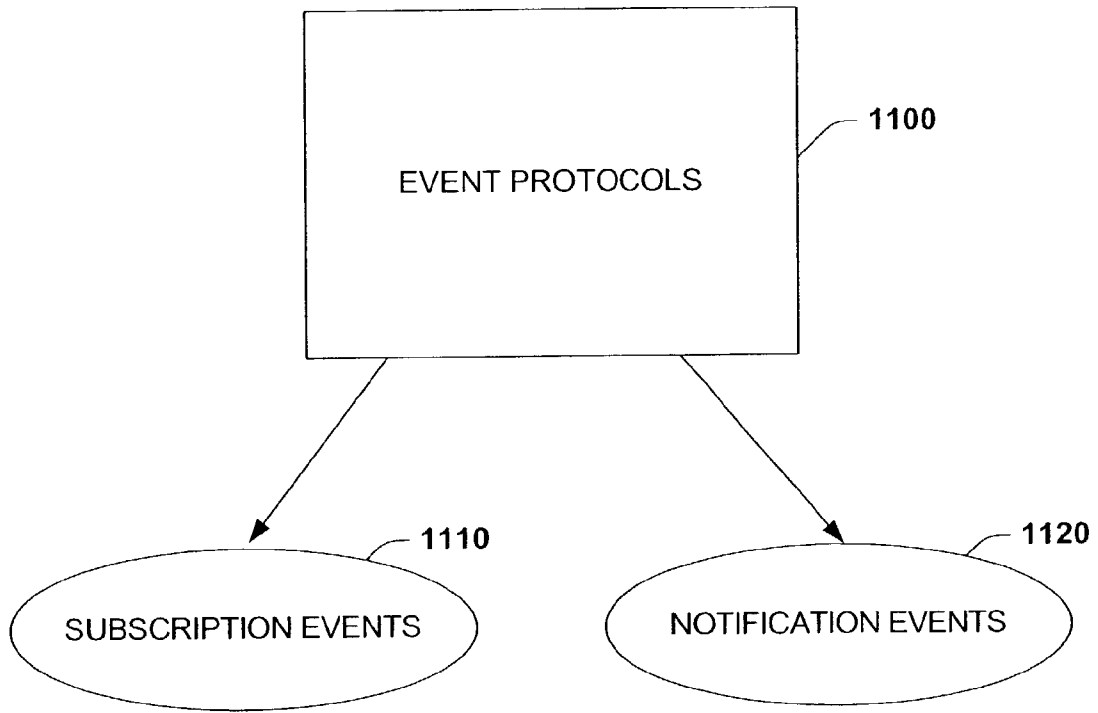 1100
EVENT PROTOCOLS
1110
1120
SUBSCRIPTION EVENTS
NOTIFICATION EVENTS